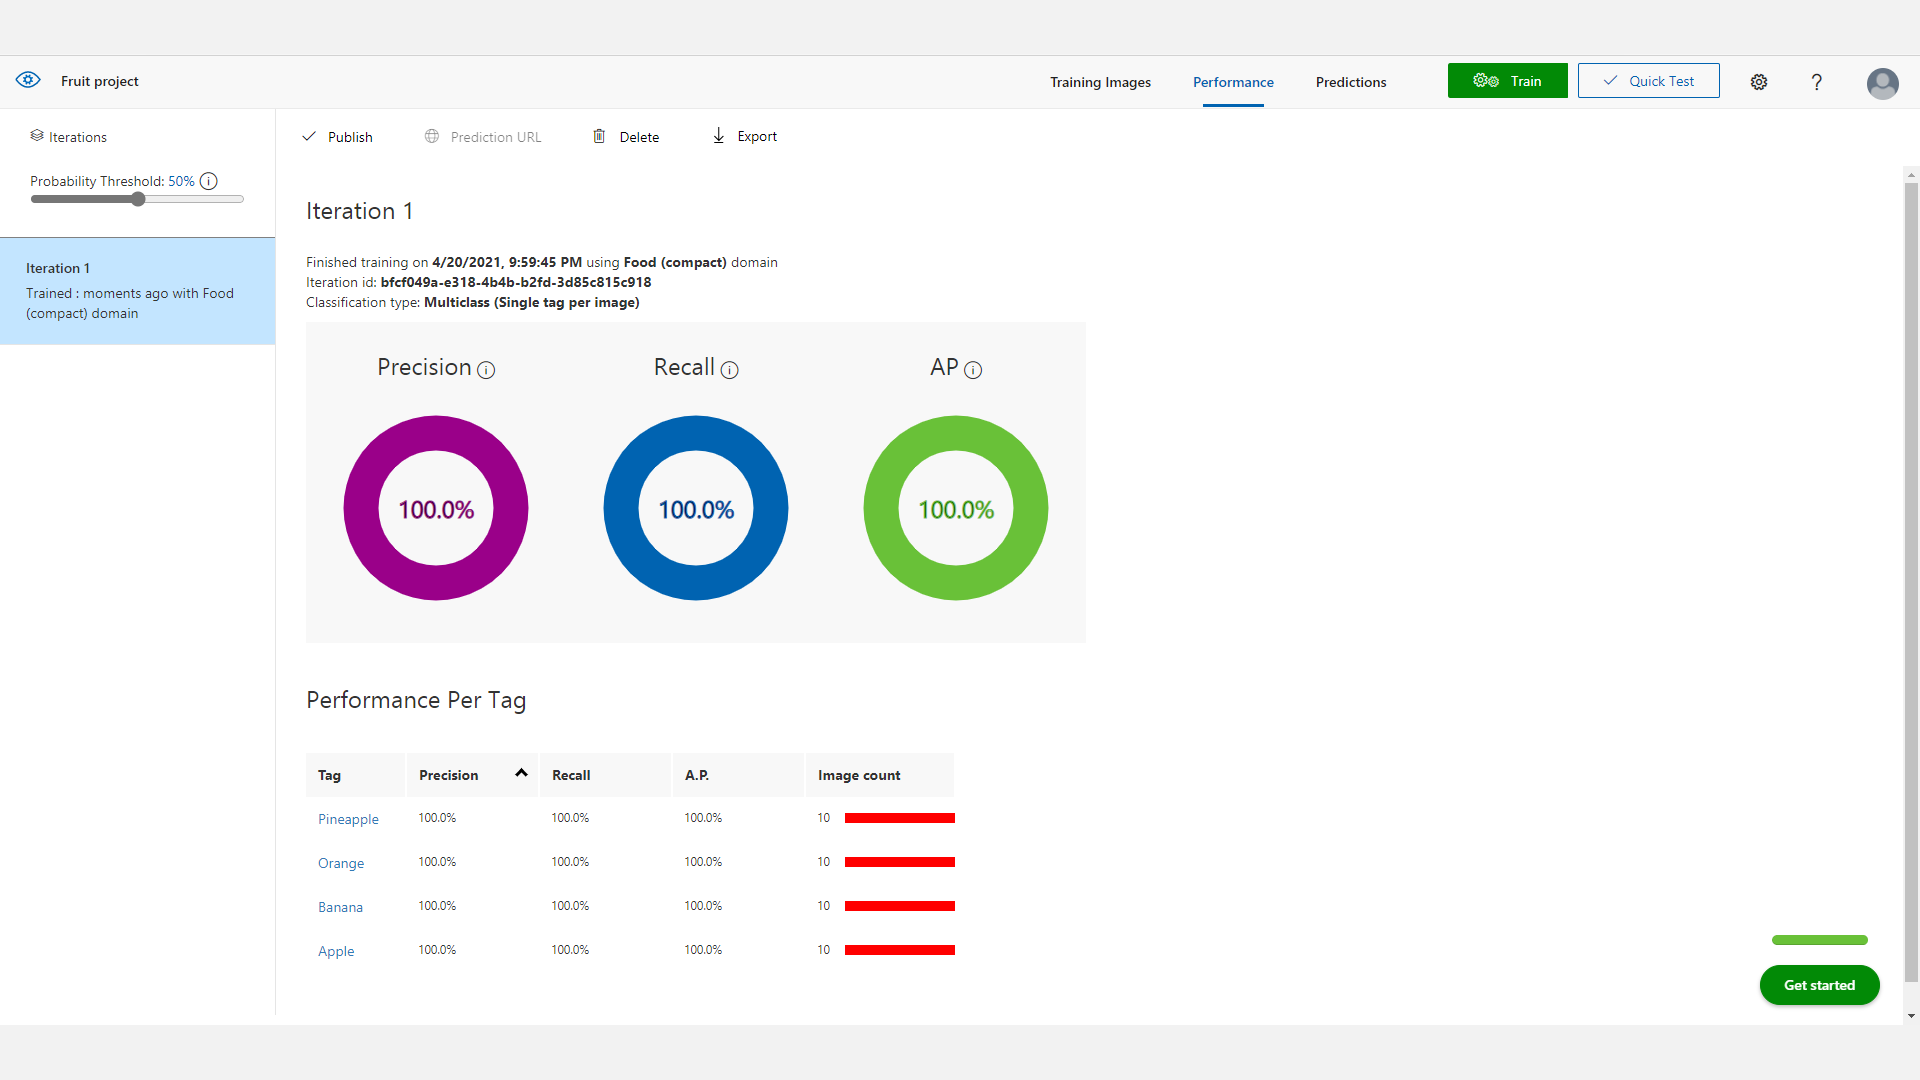 Fruit project
Training Images
Performance
Predictions
Train
Quick Test
?
Iterations
Probability Threshold: 50%
Iteration 1
Trained : moments ago with Food
(compact) domain
Publish
Prediction URL
Delete
Export
Iteration 1
Finished training on 4/20/2021, 9:59:45 PM using Food (compact) domain
Iteration id: bfcf049a-e318-4b4b-b2fd-3d85c815c918
Classification type: Multiclass (Single tag per image)
Precision
Recall
AP
100.0%
100.0%
100.0%
Performance Per Tag
Tag Precision Recall A.P. Image count
Pineapple 100.0% 100.0% 100.0% 10
Orange 100.0% 100.0% 100.0% 10
Banana 100.0% 100.0% 100.0% 10
Apple 100.0% 100.0% 100.0% 10
Get started